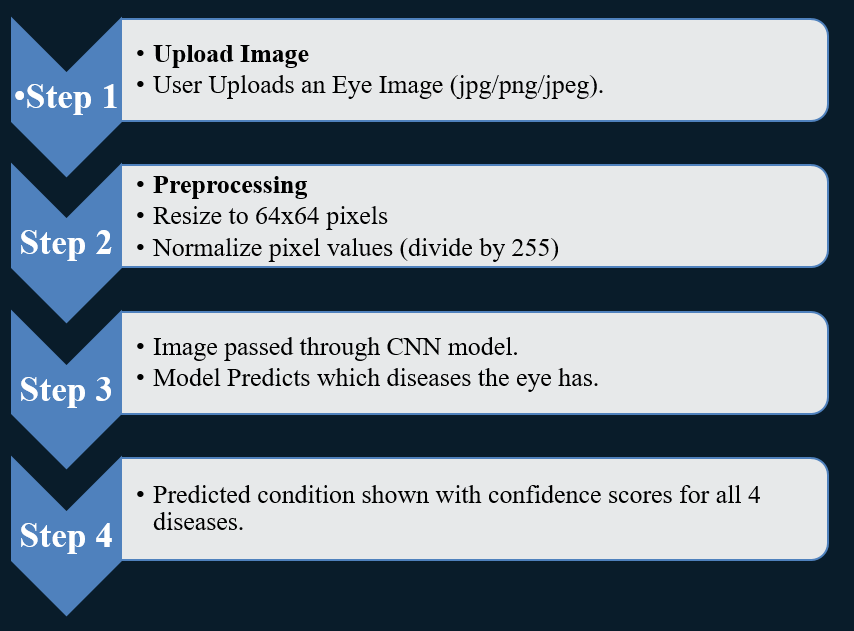 •Step 1
• Upload Image
• User Uploads an Eye Image (jpg/png/jpeg).
Step 2
• Preprocessing
• Resize to 64x64 pixels
• Normalize pixel values (divide by 255)
Step 3
• Image passed through CNN model.
• Model Predicts which diseases the eye has.
Step 4
• Predicted condition shown with confidence scores for all 4
diseases.